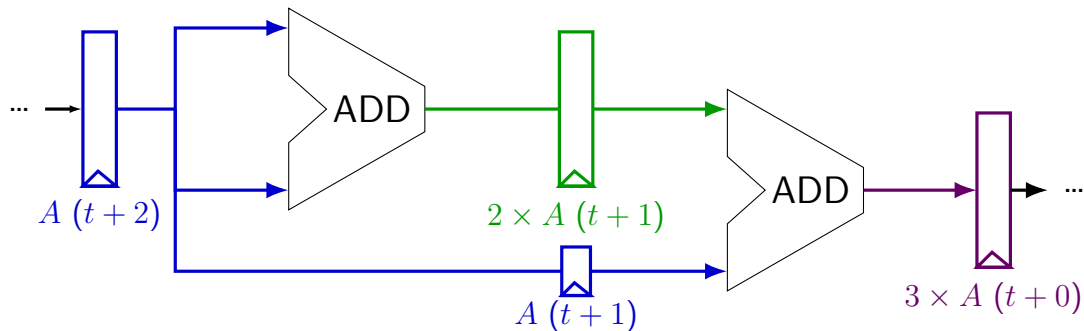 ...
ADD
A (t + 2)
2 × A (t + 1)
ADD
...
A (t + 1)
3 × A (t + 0)